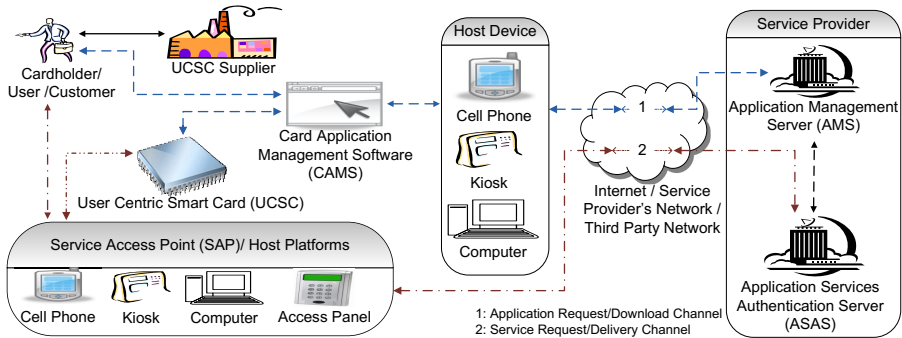 Cardholder/
User /Customer
UCSC Supplier
Card Application
Management Software
(CAMS)
User Centric Smart Card (UCSC)
Host Device
Cell Phone
Kiosk
Computer
1
2
Internet / Service
Provider's Network /
Third Party Network
Service Provider
Application Management
Server (AMS)
Application Services
Authentication Server
(ASAS)
Service Access Point (SAP)/ Host Platforms
Cell Phone
Kiosk
Computer
Access Panel
1: Application Request/Download Channel
2: Service Request/Delivery Channel